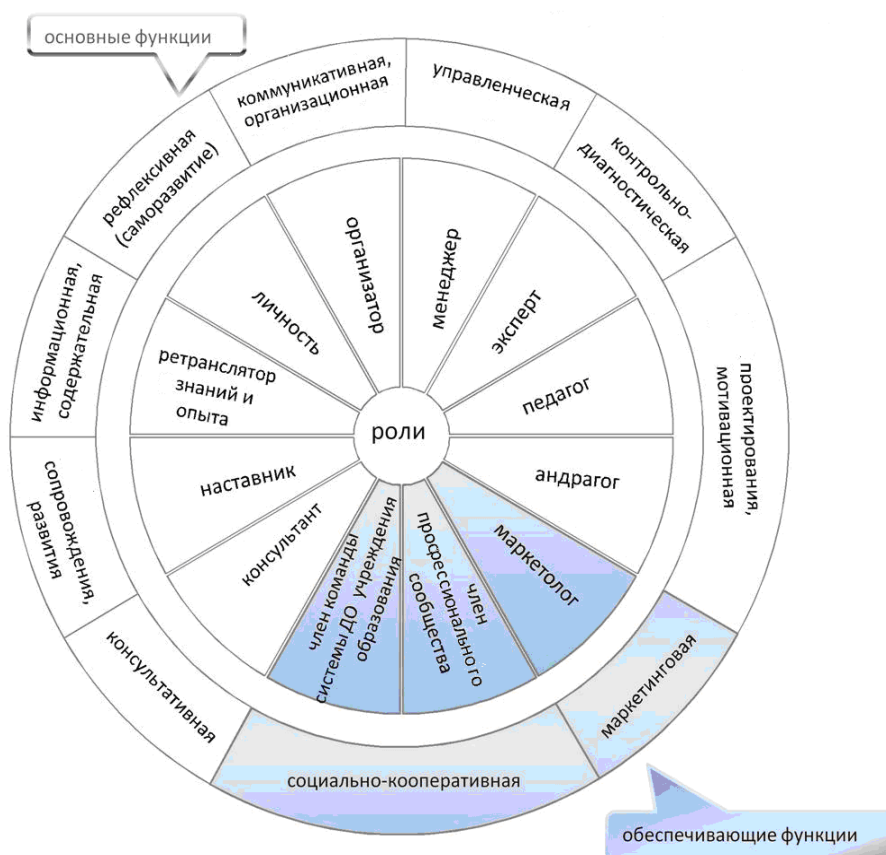 основные функции
коммуникативная,
организационная
управленческая
контрольно-
диагностическая
проектирования,
мотивационная
маркетинговая
социально-кооперативная
консультативная
сопровождения,
развития
информационная,
содержательная
рефлексивная
(саморазвитие)
организатор
менеджер
эксперт
педагог
андрагог
маркетолог
член
просфессионального
сообщества
член команды
системы ДО учреждения
образования
консультант
наставник
ретранслятор
знаний и
опыта
личность
роли
обеспечивающие функции